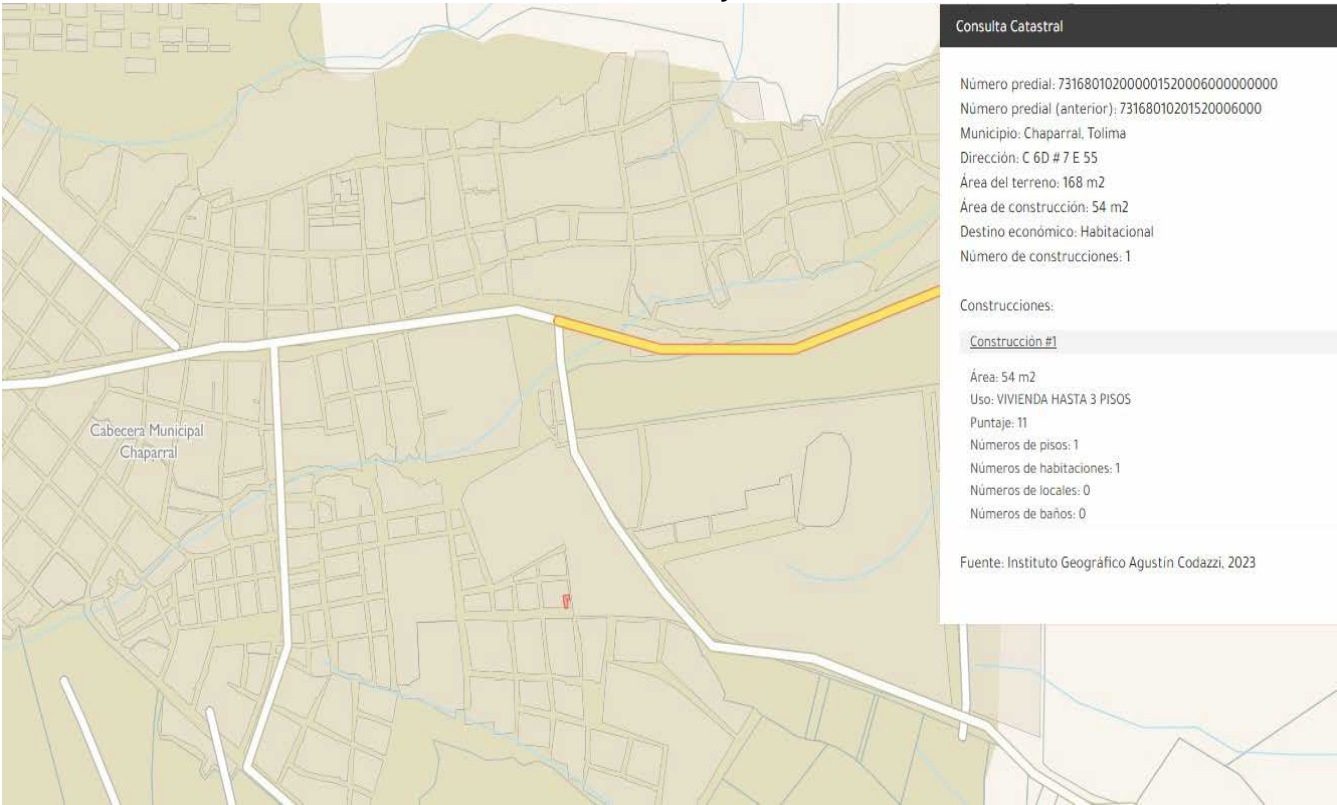 Consulta Catastral
Número predial: 731680102000001520006000000000
Número predial (anterior): 73168010201520006000
Municipio: Chaparral, Tolima
Dirección: C 6D # 7 E 55
Área del terreno: 168 m2
Área de construcción: 54 m2
Destino económico: Habitacional
Número de construcciones: 1
Construcciones:
Construcción #1
Área: 54 m2
Uso: VIVIENDA HASTA 3 PISOS
Puntaje: 11
Números de pisos: 1
Números de habitaciones: 1
Números de locales: 0
Números de baños: 0
Fuente: Instituto Geográfico Agustín Codazzi, 2023
Cabecera Municipal
Chaparral